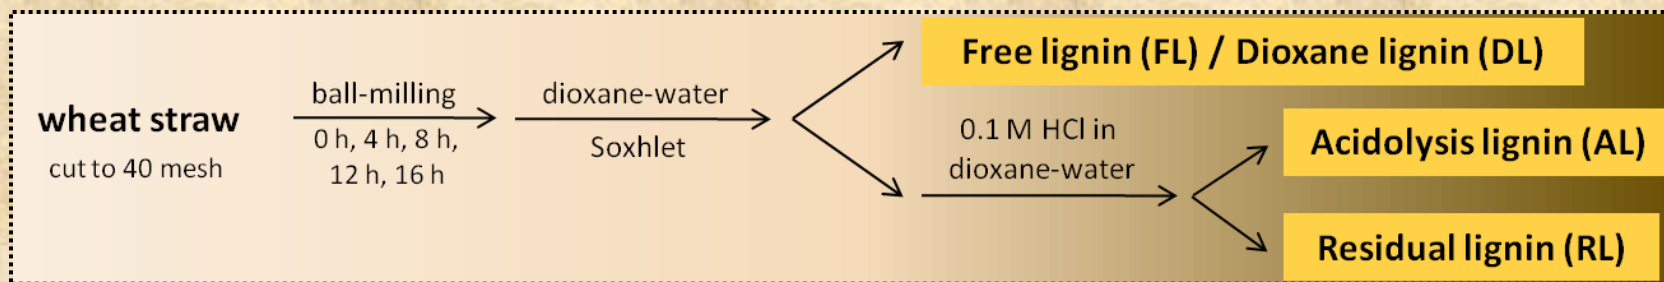 wheat straw
cut to 40 mesh
ball-milling
0 h, 4 h, 8 h,
12 h, 16 h
dioxane-water
Soxhlet
Free lignin (FL) / Dioxane lignin (DL)
0.1 M HCl in
dioxane-water
Acidolysis lignin (AL)
Residual lignin (RL)